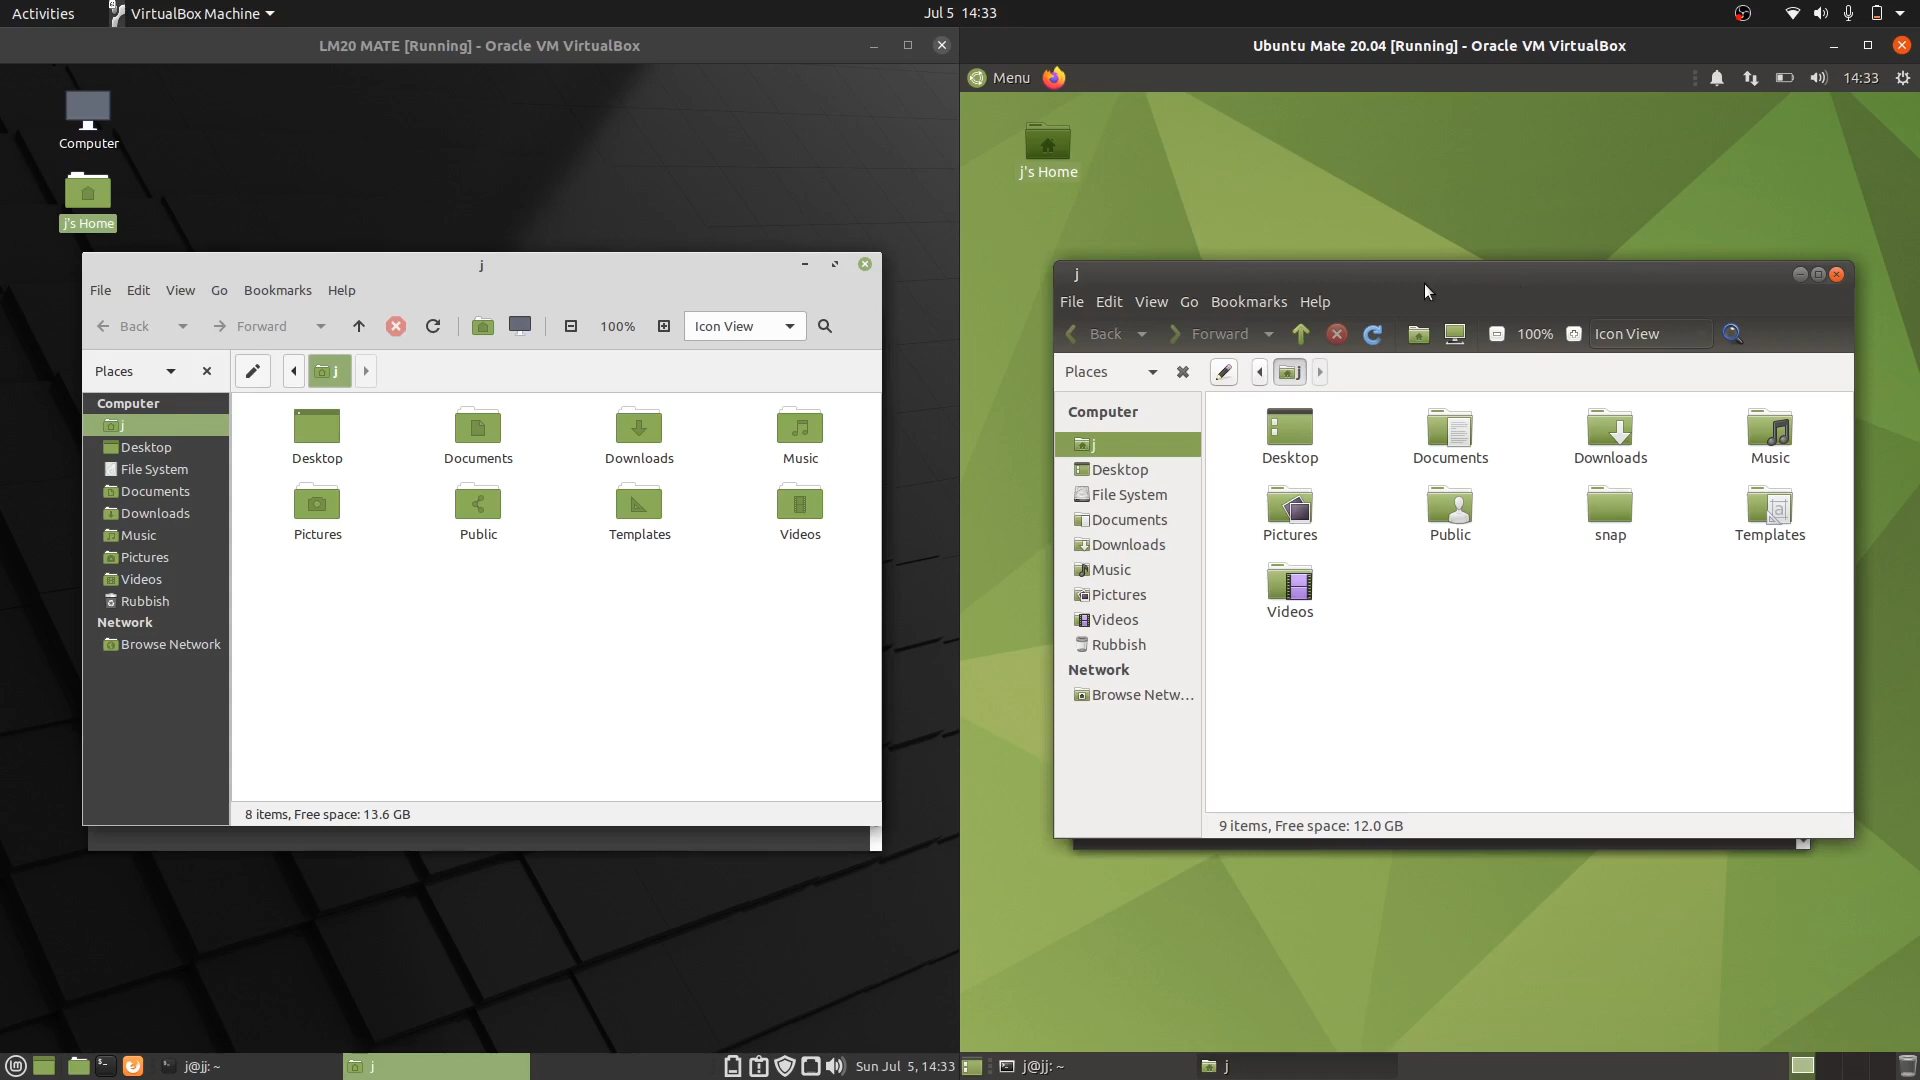 Activities
VirtualBox Machine
Jul 5 14:33
LM20 MATE [Running] - Oracle VM VirtualBox
Computer
j's Home
j
File Edit View Go Bookmarks Help
Back Forward 100% Icon View
Places
j
Computer
j
Desktop
File System
Documents
Downloads
Music
Pictures
Videos
Rubbish
Network
Browse Network
Desktop Documents Downloads Music
Pictures Public Templates Videos
8 items, Free space: 13.6 GB
j@jj: ~
j
Sun Jul 5, 14:33
Ubuntu Mate 20.04 [Running] - Oracle VM VirtualBox
Menu
14:33
j's Home
j
File Edit View Go Bookmarks Help
Back Forward 100% Icon View
Places
j
Computer
j
Desktop
File System
Documents
Downloads
Music
Pictures
Videos
Rubbish
Network
Browse Netw...
Desktop Documents Downloads Music
Pictures Public snap Templates
Videos
9 items, Free space: 12.0 GB
j@jj: ~
j